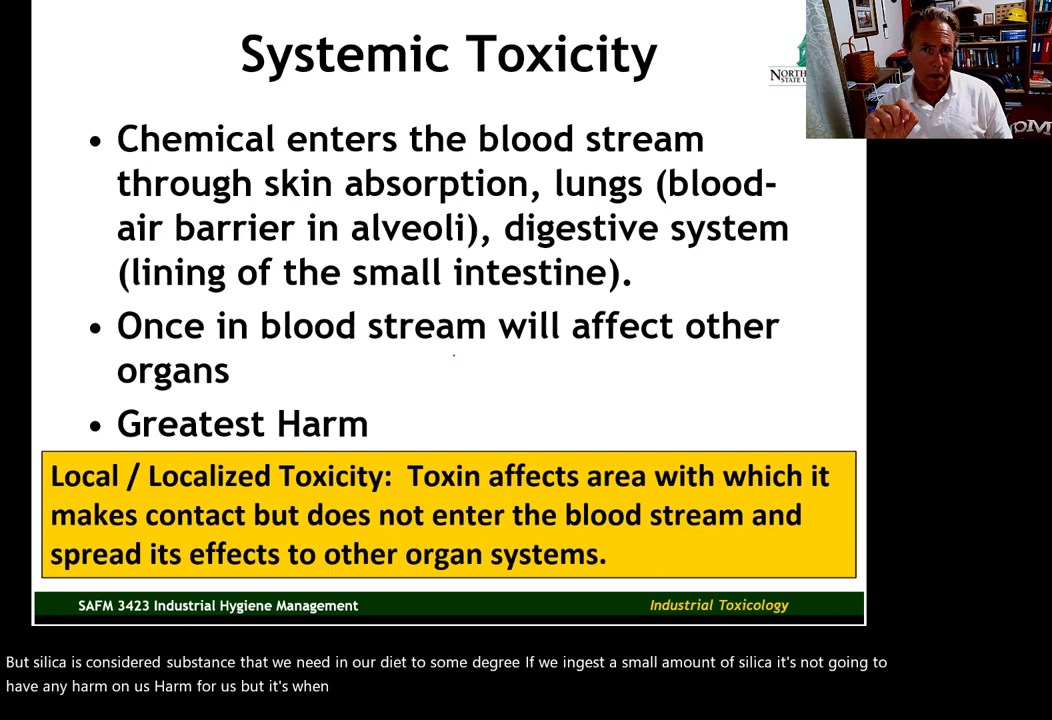 Systemic Toxicity
NORTH
STATE U
• Chemical enters the blood stream
through skin absorption, lungs (blood-
air barrier in alveoli), digestive system
(lining of the small intestine).
• Once in blood stream will affect other
organs
• Greatest Harm
Local / Localized Toxicity: Toxin affects area with which it
makes contact but does not enter the blood stream and
spread its effects to other organ systems.
SAFM 3423 Industrial Hygiene Management
Industrial Toxicology
But silica is considered substance that we need in our diet to some degree If we ingest a small amount of silica it's not going to
have any harm on us Harm for us but it's when